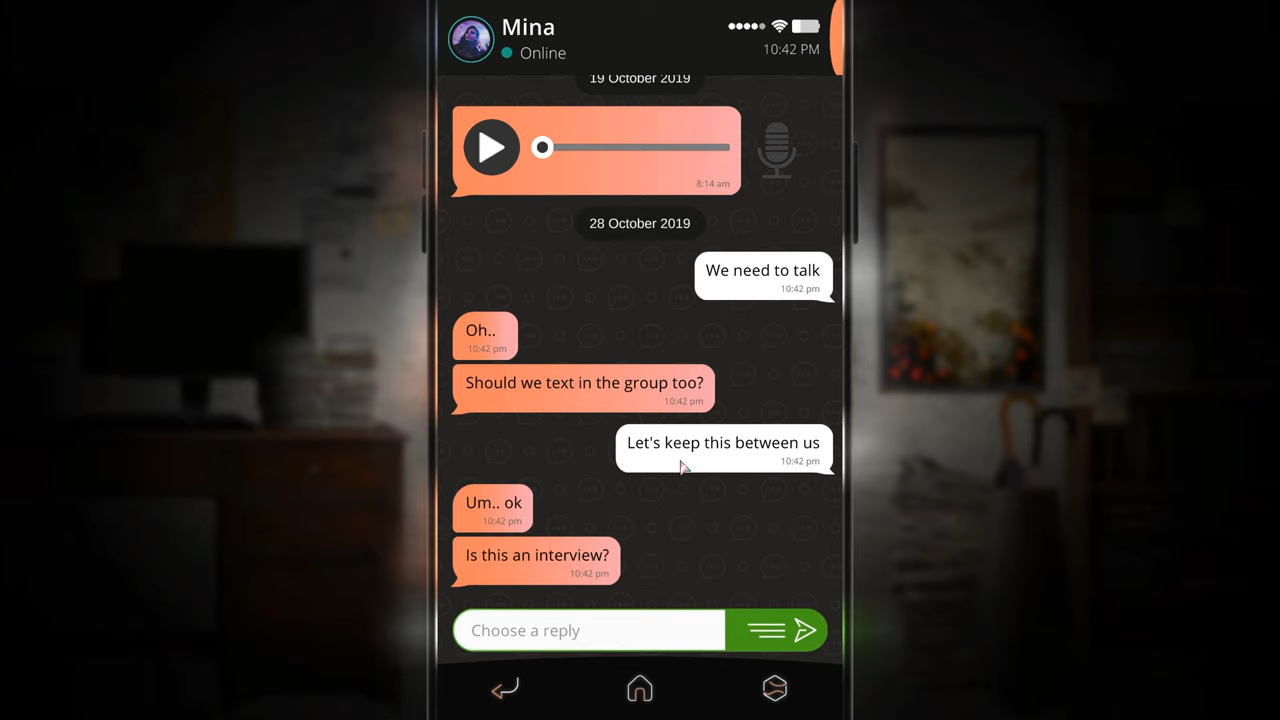 Mina
Online
10:42 PM
19 October 2019
8:14 am
28 October 2019
We need to talk
10:42 pm
Oh..
10:42 pm
Should we text in the group too?
10:42 pm
Let's keep this between us
10:42 pm
Um.. ok
10:42 pm
Is this an interview?
10:42 pm
Choose a reply